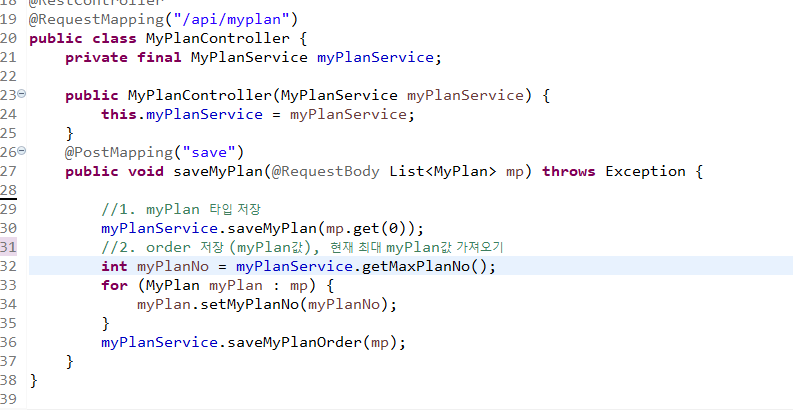 18 @RestController
19 @RequestMapping("/api/myplan")
20 public class MyPlanController {
21     private final MyPlanService myPlanService;
22
23     public MyPlanController(MyPlanService myPlanService) {
24         this.myPlanService = myPlanService;
25     }
26     @PostMapping("save")
27     public void saveMyPlan(@RequestBody List<MyPlan> mp) throws Exception {
28
29         //1. myPlan 타입 저장
30         myPlanService.saveMyPlan(mp.get(0));
31         //2. order 저장 (myPlan값), 현재 최대 myPlan값 가져오기
32         int myPlanNo = myPlanService.getMaxPlanNo();
33         for (MyPlan myPlan : mp) {
34             myPlan.setMyPlanNo(myPlanNo);
35         }
36         myPlanService.saveMyPlanOrder(mp);
37     }
38 }
39